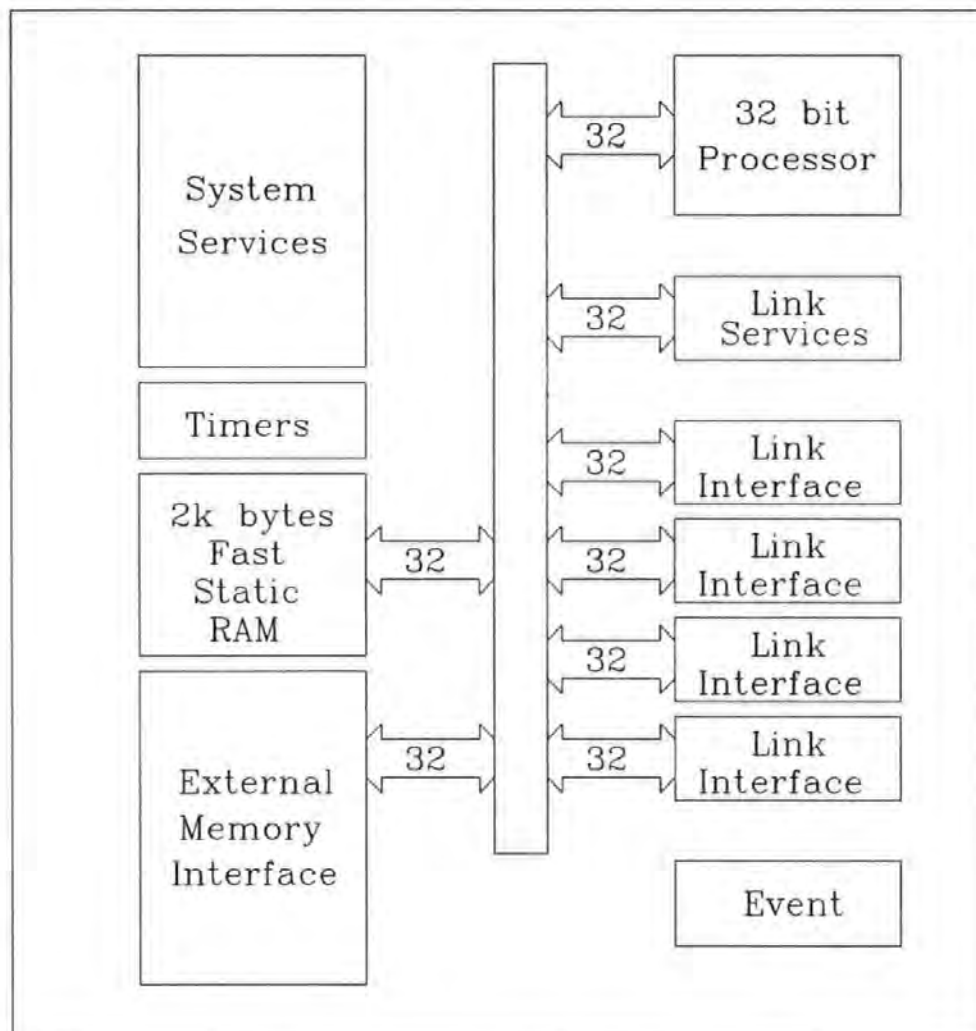 System
Services
Timers
2k bytes
Fast
Static
RAM
32
External
Memory
Interface
32
32
32 bit
Processor
32
Link
Services
32
Link
Interface
32
Link
Interface
32
Link
Interface
32
Link
Interface
Event